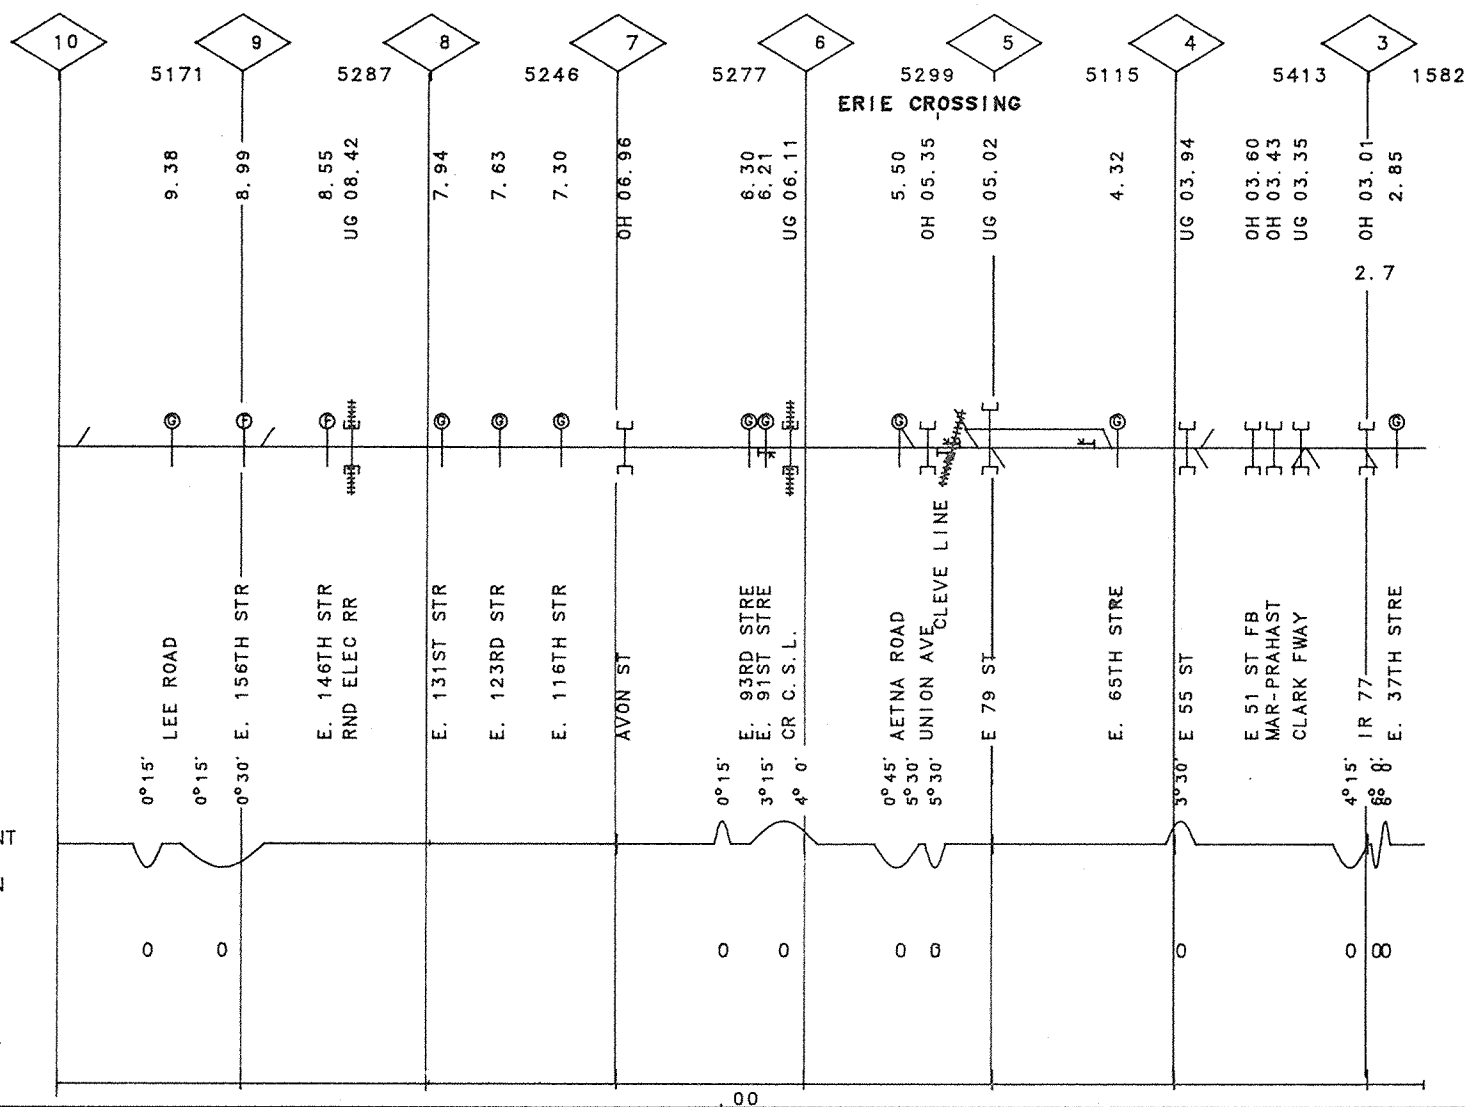 10 9 8 7 6 5 4 3
5171 5287 5246 5277 5299 5115 5413 1582
ERIE CROSSING
9.38
8.99
8.55
UG 08.42
7.94
7.63
7.30
OH 06.96
6.30
6.21
UG 06.11
5.50
OH 05.35
UG 05.02
4.32
UG 03.94
OH 03.60
OH 03.43
UG 03.35
OH 03.01
2.85
2.7
G F F G G G G G G G G
LEE ROAD
E. 156TH STR
E. 146TH STR
RND ELEC RR
E. 131ST STR
E. 123RD STR
E. 116TH STR
AVON ST
E. 93RD STRE
E. 91ST STRE
CR C.S.L.
AETNA ROAD
UNION AVE
CLEVE LINE
E 79 ST
E. 65TH STRE
E 55 ST
E 51 ST FB
MAR-PRAHAST
CLARK FWAY
IR 77
E. 37TH STRE
0°15'
0°15'
0°30'
0°15'
3°15'
4° 0'
0°45'
5°30'
5°30'
3°30'
4°15'
6° 0'
NT
N
0 0 0 0 0 0 0 0 00
.00